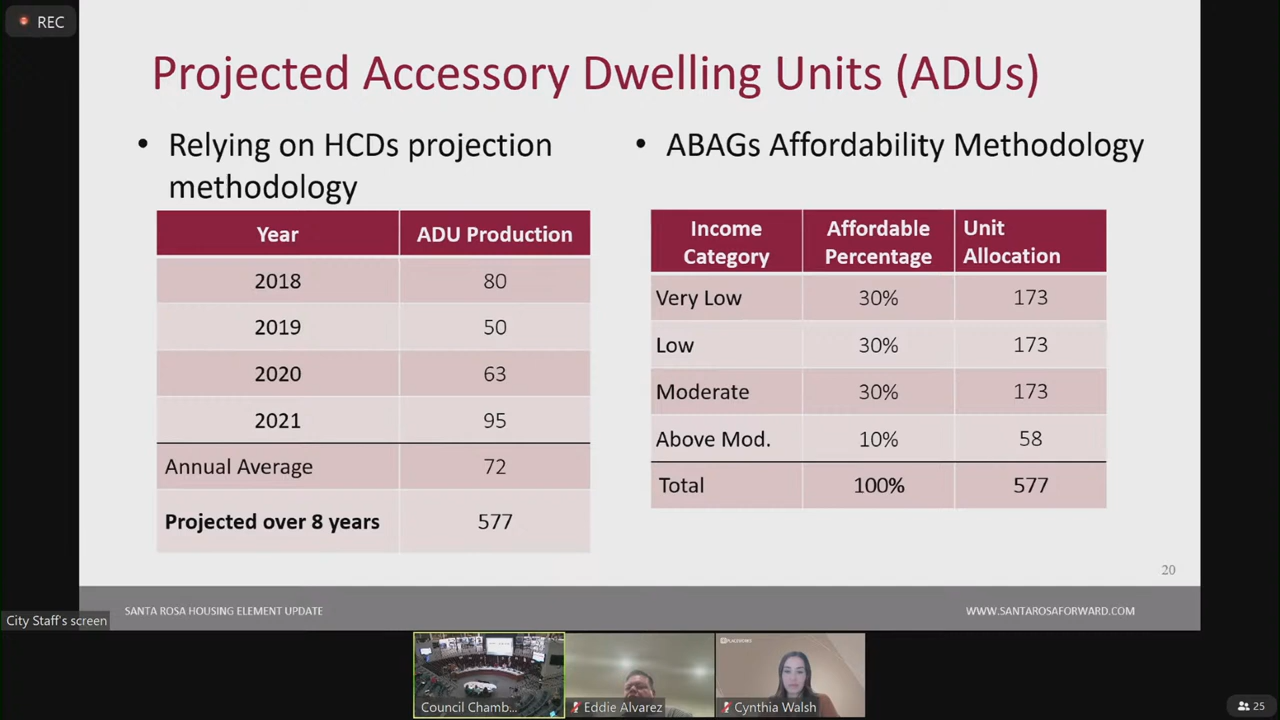 REC
Projected Accessory Dwelling Units (ADUs)
• Relying on HCDs projection
methodology
Year ADU Production
2018 80
2019 50
2020 63
2021 95
Annual Average 72
Projected over 8 years 577
• ABAGs Affordability Methodology
Income
Category
Affordable
Percentage
Unit
Allocation
Very Low 30% 173
Low 30% 173
Moderate 30% 173
Above Mod. 10% 58
Total 100% 577
20
SANTA ROSA HOUSING ELEMENT UPDATE
WWW.SANTAROSAFORWARD.COM
City Staff's screen
Council Chamb...
Eddie Alvarez
Cynthia Walsh
25